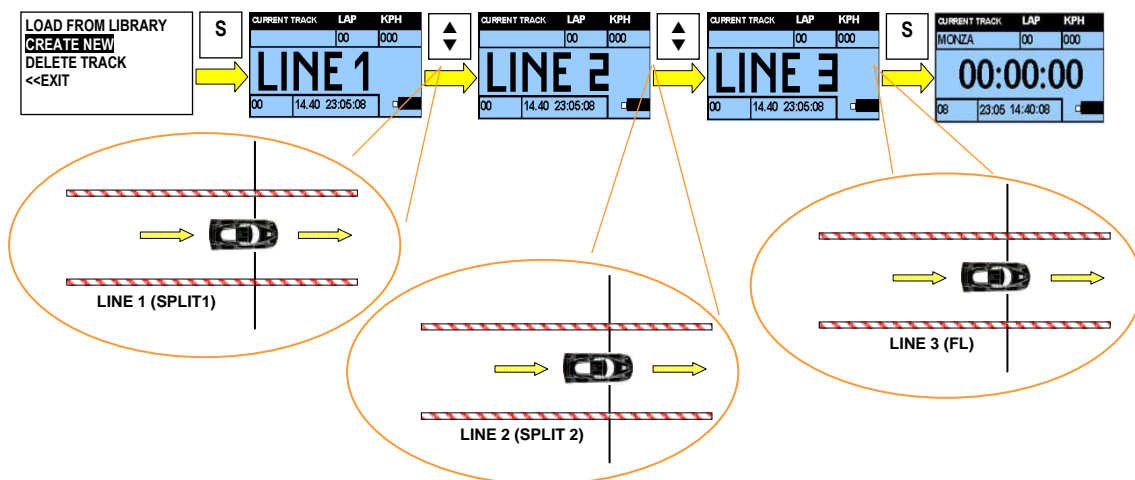 LOAD FROM LIBRARY
CREATE NEW
DELETE TRACK
<<EXIT
S
CURRENT TRACK LAP KPH
00 000
LINE 1
00 14.40 23:05:08
CURRENT TRACK LAP KPH
00 000
LINE 2
00 14.40 23:05:08
CURRENT TRACK LAP KPH
00 000
LINE 3
00 14.40 23:05:08
S
CURRENT TRACK LAP KPH
MONZA 00 000
00:00:00
08 23:05 14:40:08
LINE 1 (SPLIT1)
LINE 2 (SPLIT 2)
LINE 3 (FL)